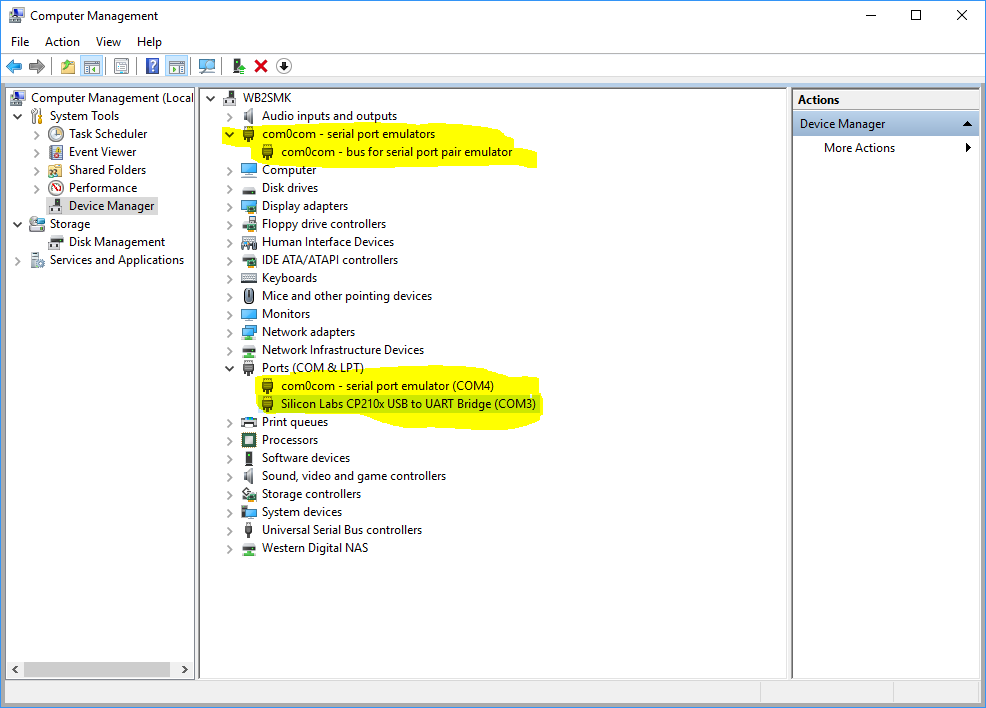 Computer Management
File Action View Help
Computer Management (Local
System Tools
Task Scheduler
Event Viewer
Shared Folders
Performance
Device Manager
Storage
Disk Management
Services and Applications
WB2SMK
Audio inputs and outputs
com0com - serial port emulators
com0com - bus for serial port pair emulator
Computer
Disk drives
Display adapters
Floppy drive controllers
Human Interface Devices
IDE ATA/ATAPI controllers
Keyboards
Mice and other pointing devices
Monitors
Network adapters
Network Infrastructure Devices
Ports (COM & LPT)
com0com - serial port emulator (COM4)
Silicon Labs CP210x USB to UART Bridge (COM3)
Print queues
Processors
Software devices
Sound, video and game controllers
Storage controllers
System devices
Universal Serial Bus controllers
Western Digital NAS
Actions
Device Manager
More Actions